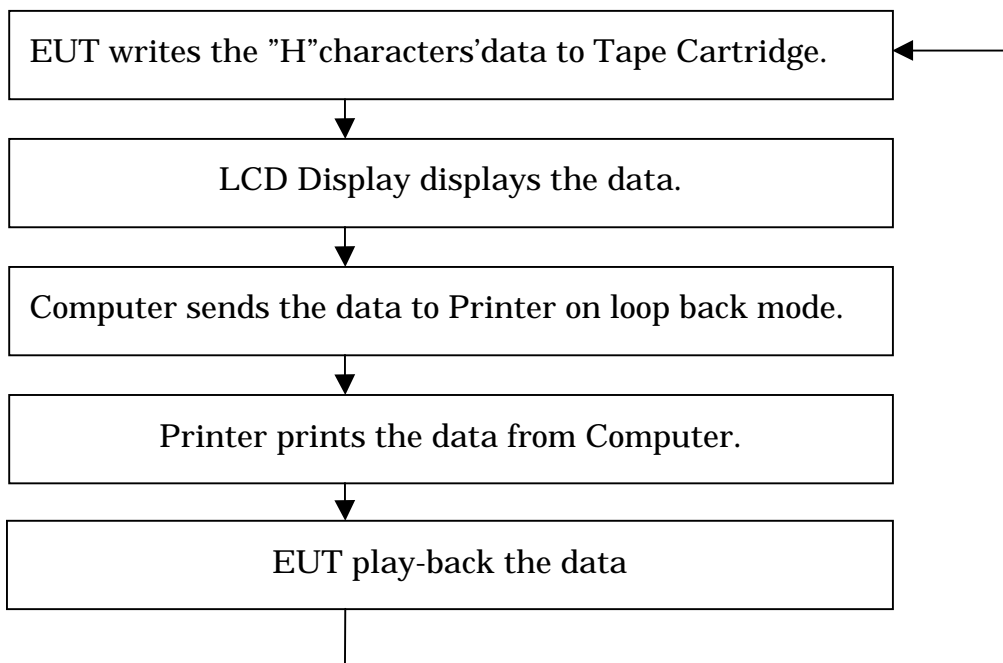 EUT writes the ”H”characters’data to Tape Cartridge.
LCD Display displays the data.
Computer sends the data to Printer on loop back mode.
Printer prints the data from Computer.
EUT play-back the data